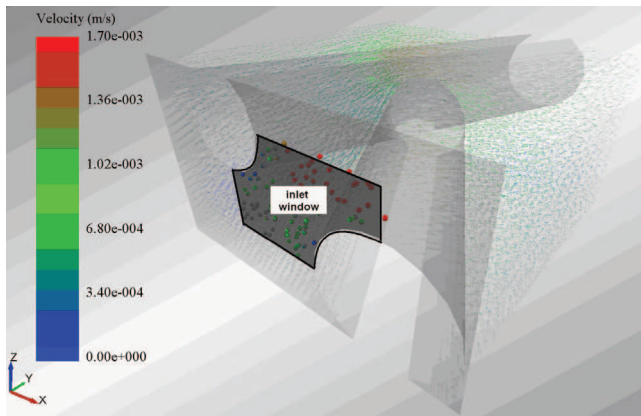 Velocity (m/s)
1.70e-003
1.36e-003
1.02e-003
6.80e-004
3.40e-004
0.00e+000
inlet
window
Z
Y
X